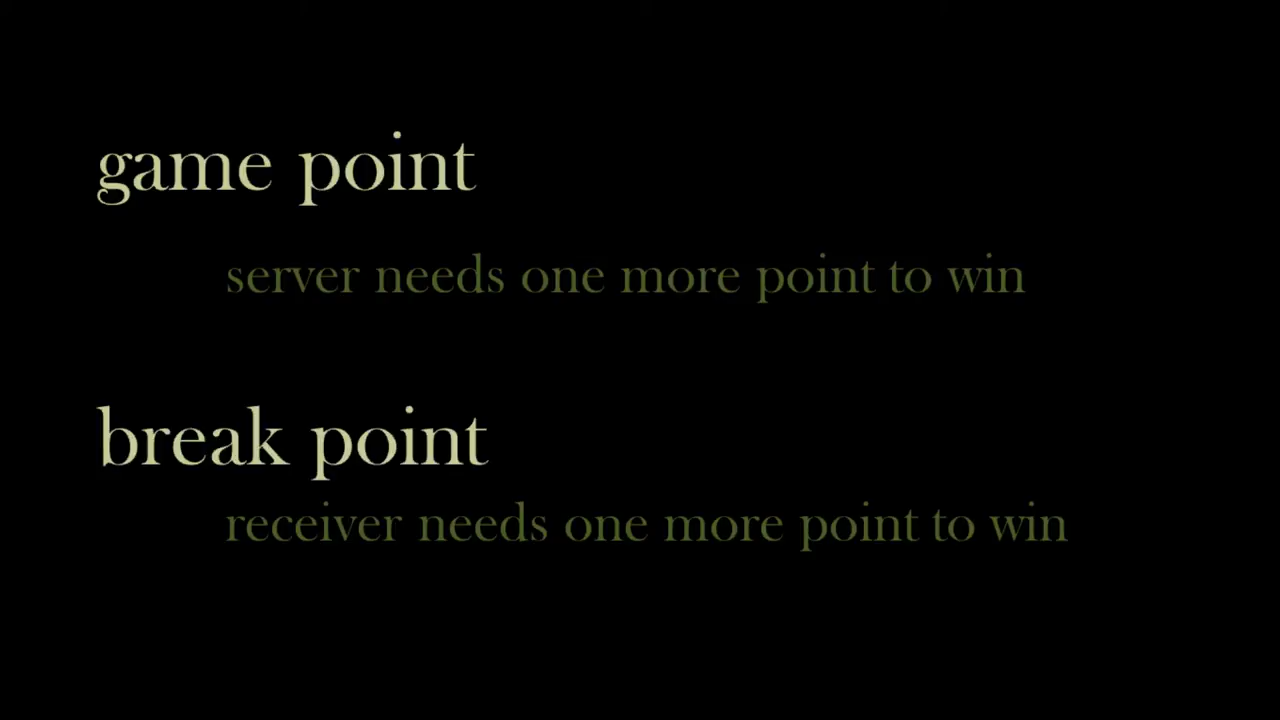 game point
server needs one more point to win
break point
receiver needs one more point to win